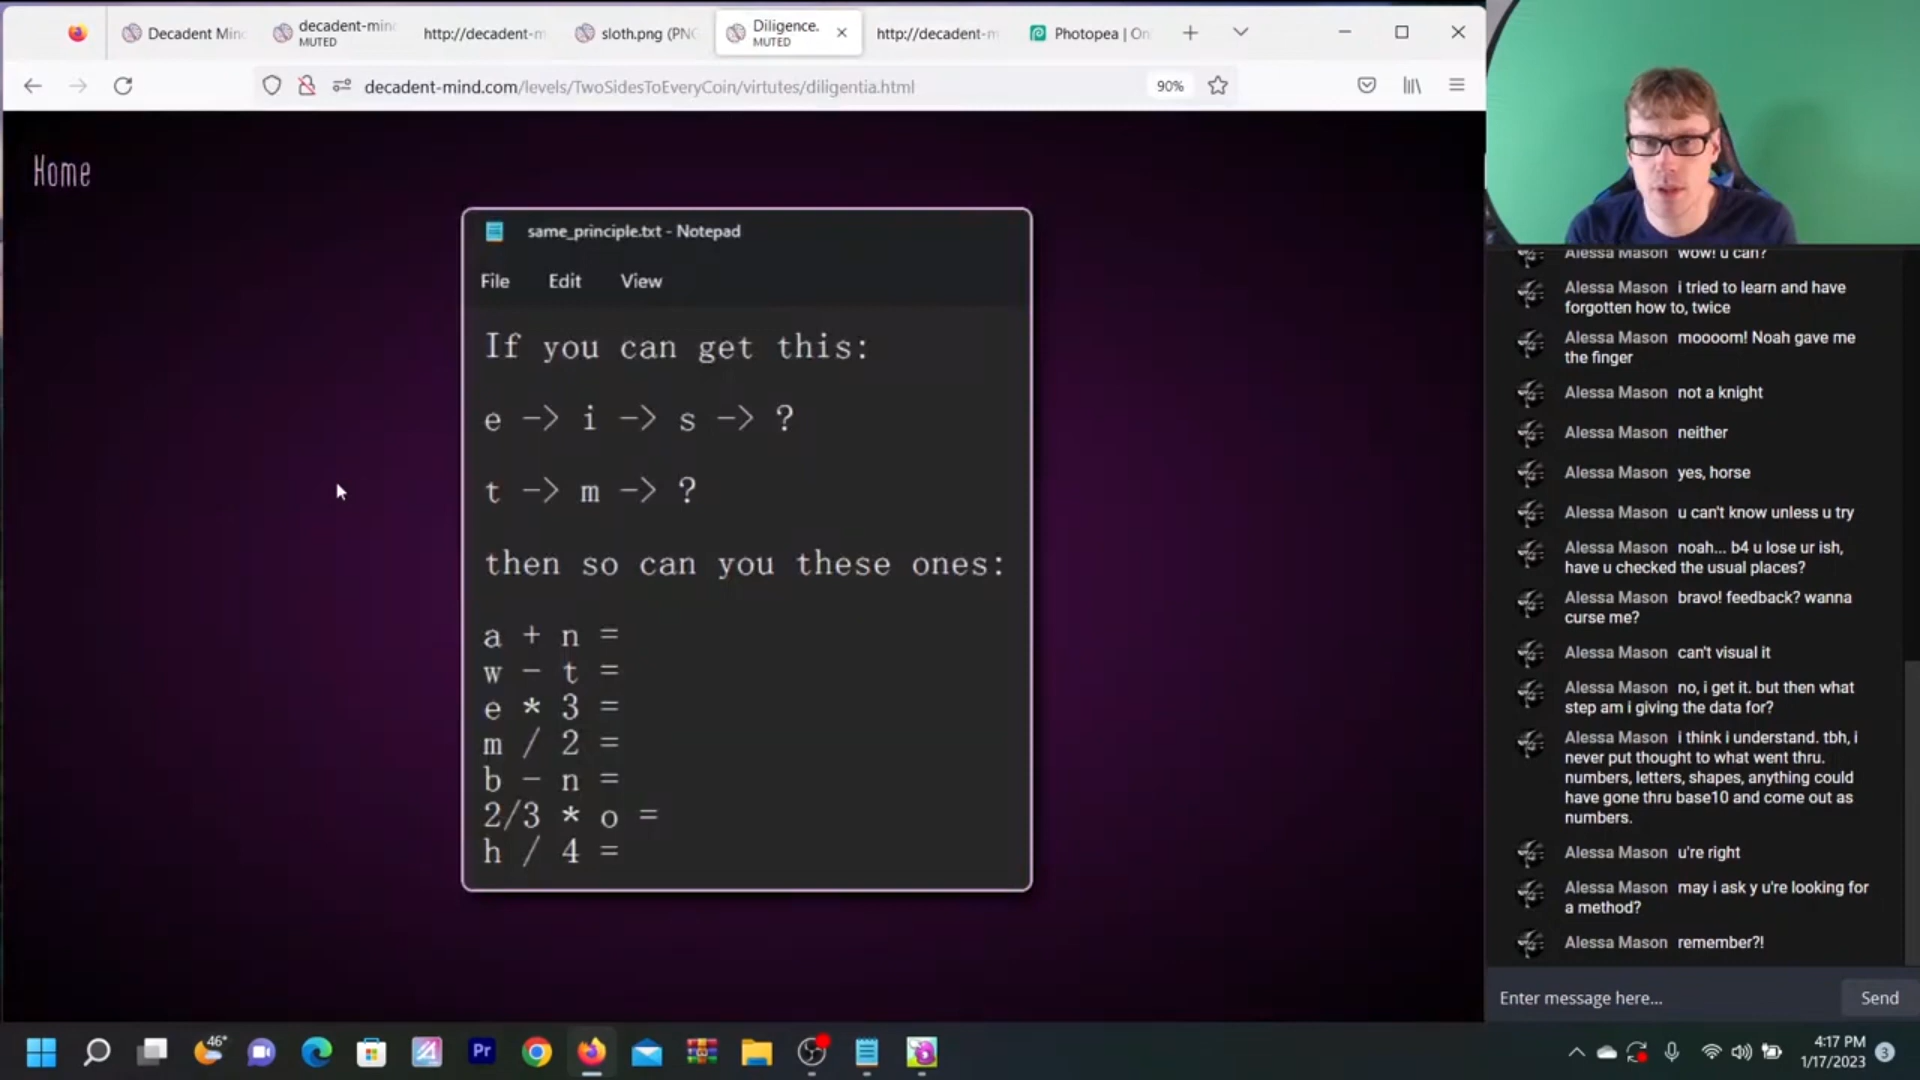 Decadent Min
decadent-min
MUTED
http://decadent-m
sloth.png (PNG
Diligence.
MUTED
http://decadent-m
Photopea | On
decadent-mind.com/levels/TwoSidesToEveryCoin/virtutes/diligentia.html
90%
Home
same_principle.txt - Notepad
File Edit View
If you can get this:
e -> i -> s -> ?
t -> m -> ?
then so can you these ones:
a + n =
w - t =
e * 3 =
m / 2 =
b - n =
2/3 * o =
h / 4 =
Alessa Mason wow! u can?
Alessa Mason i tried to learn and have
forgotten how to, twice
Alessa Mason moooom! Noah gave me
the finger
Alessa Mason not a knight
Alessa Mason neither
Alessa Mason yes, horse
Alessa Mason u can't know unless u try
Alessa Mason noah... b4 u lose ur ish,
have u checked the usual places?
Alessa Mason bravo! feedback? wanna
curse me?
Alessa Mason can't visual it
Alessa Mason no, i get it. but then what
step am i giving the data for?
Alessa Mason i think i understand. tbh, i
never put thought to what went thru.
numbers, letters, shapes, anything could
have gone thru base10 and come out as
numbers.
Alessa Mason u're right
Alessa Mason may i ask y u're looking for
a method?
Alessa Mason remember?!
Enter message here...
Send
46°
Pr
4:17 PM
1/17/2023
3